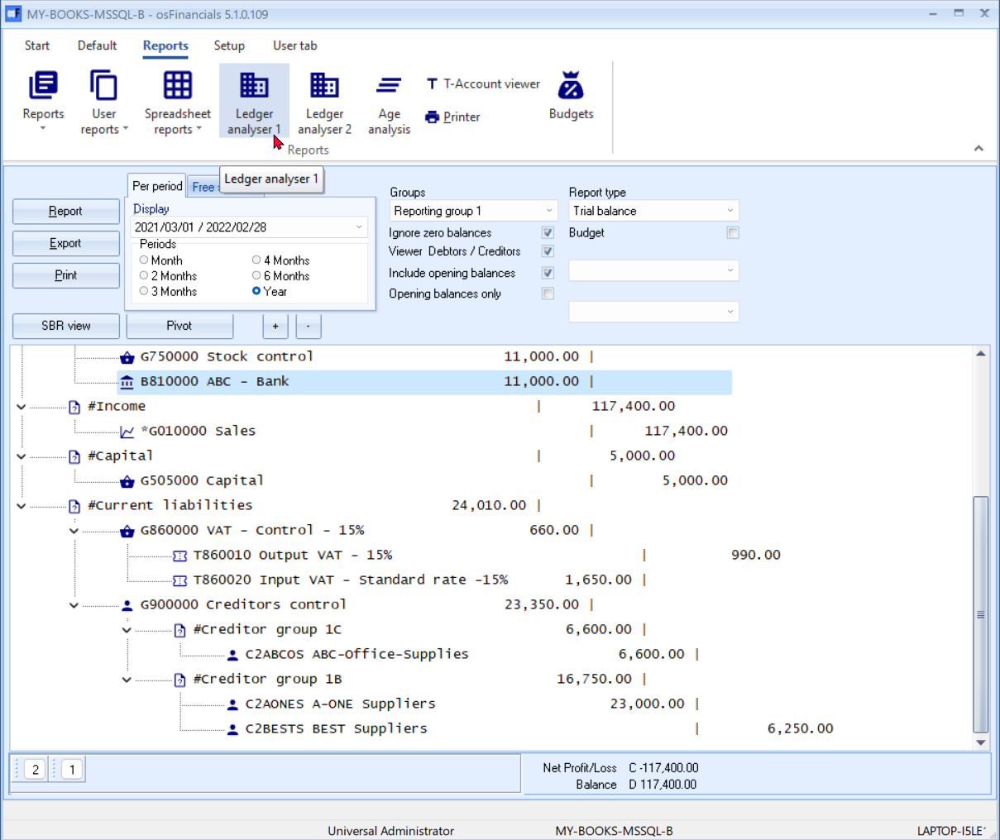 MY-BOOKS-MSSQL-B - osFinancials 5.1.0.109
Start Default Reports Setup User tab
Reports
User reports
Spreadsheet reports
Ledger analyser 1
Ledger analyser 2
Age analysis
T-Account viewer
Printer
Budgets
Reports
Ledger analyser 1
Report
Export
Print
Per period Free
Display
2021/03/01 / 2022/02/28
Periods
Month 4 Months
2 Months 6 Months
3 Months Year
Groups
Reporting group 1
Ignore zero balances
Viewer Debtors / Creditors
Include opening balances
Opening balances only
Report type
Trial balance
Budget
SBR view Pivot + -
G750000 Stock control 11,000.00 |
B810000 ABC - Bank 11,000.00 |
#Income | 117,400.00
*G010000 Sales | 117,400.00
#Capital | 5,000.00
G505000 Capital | 5,000.00
#Current liabilities 24,010.00 |
G860000 VAT - Control - 15% 660.00 |
T860010 Output VAT - 15% | 990.00
T860020 Input VAT - Standard rate -15% 1,650.00 |
G900000 Creditors control 23,350.00 |
#Creditor group 1C 6,600.00 |
C2ABCOS ABC-Office-Supplies 6,600.00 |
#Creditor group 1B 16,750.00 |
C2AONES A-ONE Suppliers 23,000.00 |
C2BESTS BEST Suppliers | 6,250.00
2 1
Net Profit/Loss C -117,400.00
Balance D 117,400.00
Universal Administrator MY-BOOKS-MSSQL-B LAPTOP-I5LE